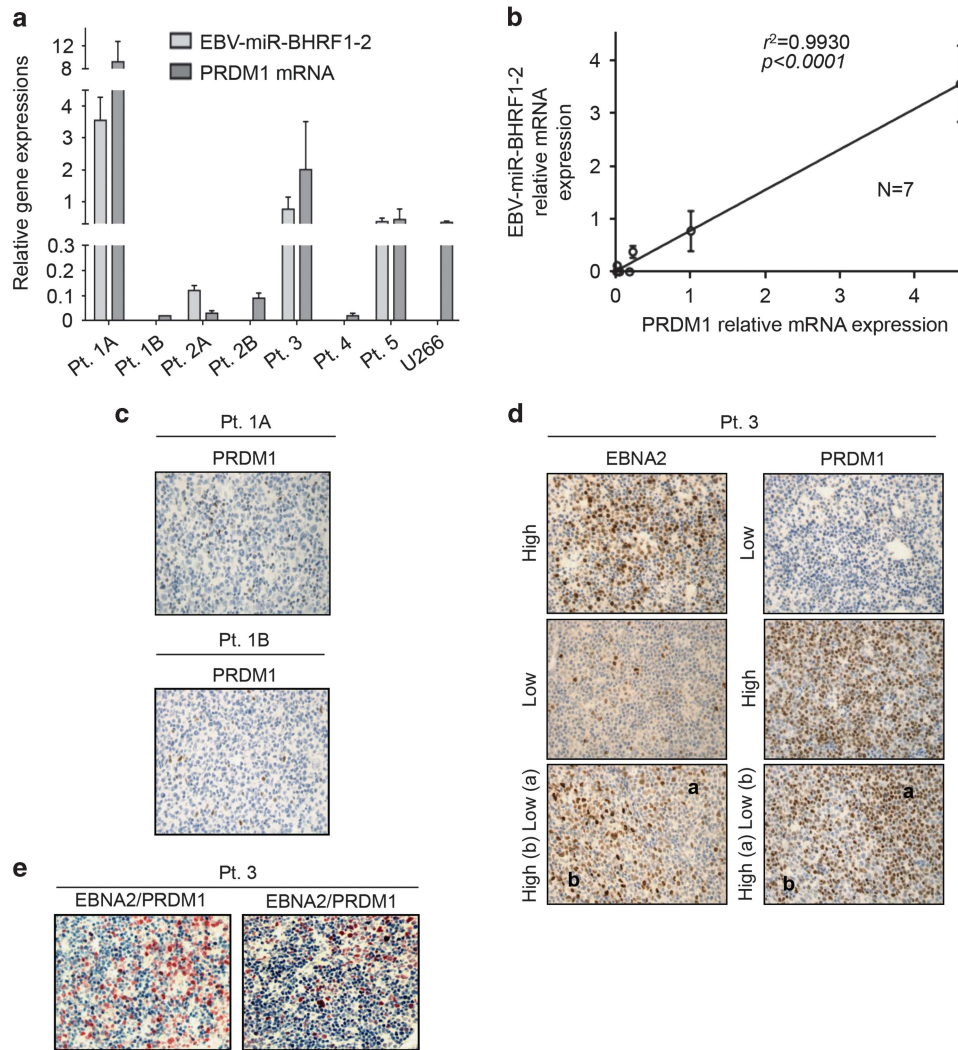 a
12
8
4
3
2
1
0.3
0.2
0.1
0
Relative gene expressions
EBV-miR-BHRF1-2
PRDM1 mRNA
Pt. 1A
Pt. 1B
Pt. 2A
Pt. 2B
Pt. 3
Pt. 4
Pt. 5
U266
b
EBV-miR-BHRF1-2
relative mRNA
expression
4
3
2
1
0
r²=0.9930
p<0.0001
N=7
0 1 2 3 4
PRDM1 relative mRNA expression
c
Pt. 1A
PRDM1
Pt. 1B
PRDM1
d
Pt. 3
EBNA2 PRDM1
High
Low
Low
High
High (b) Low (a)
a
b
High (a) Low (b)
a
b
e
Pt. 3
EBNA2/PRDM1 EBNA2/PRDM1